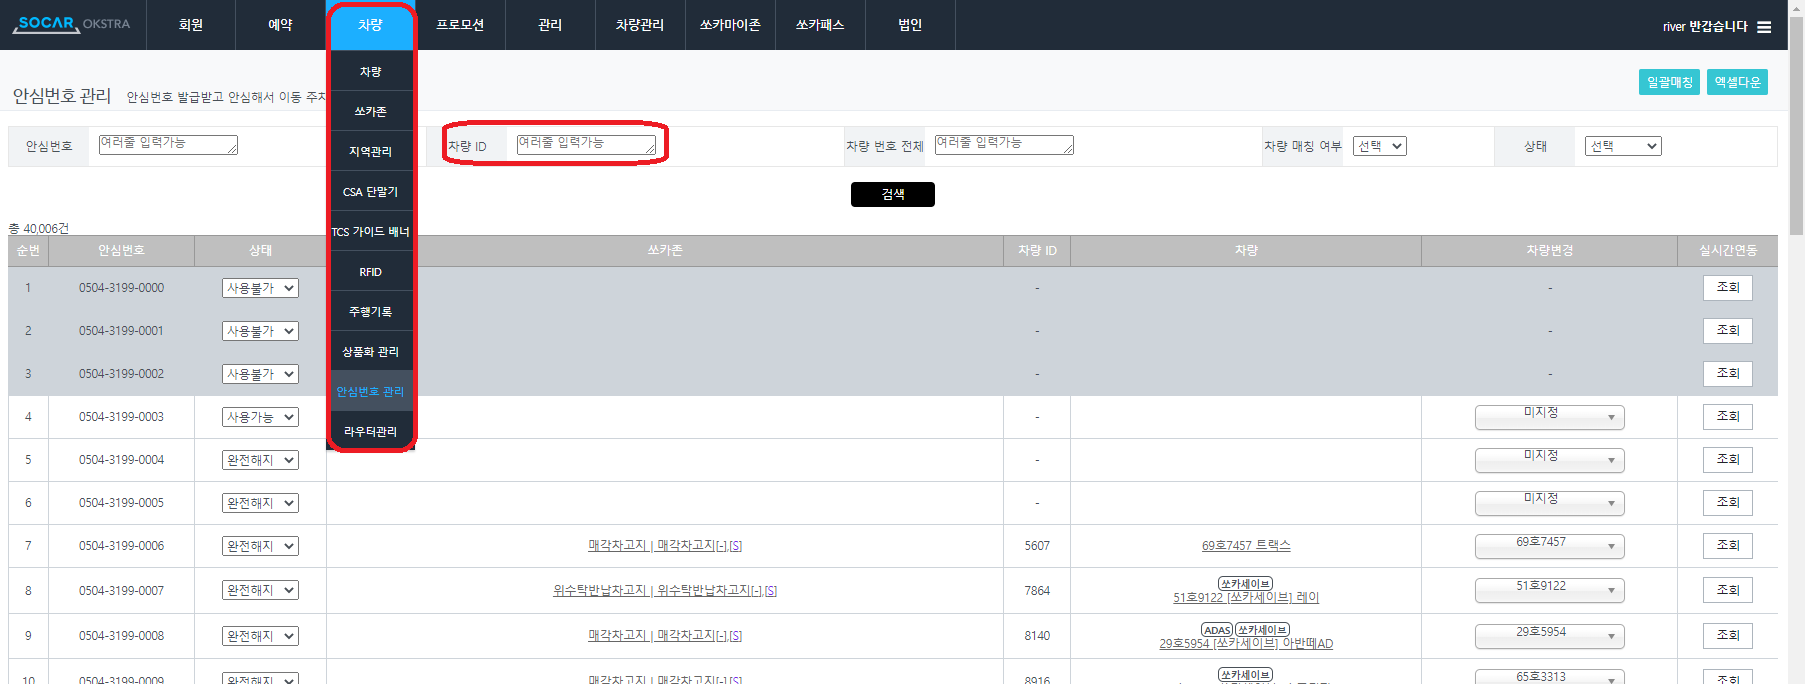 SOCAR OKSTRA
회원
예약
차량
프로모션
관리
차량관리
쏘카마이존
쏘카패스
법인
river 반갑습니다
차량
쏘카존
지역관리
CSA 단말기
TCS 가이드 배너
RFID
주행기록
상품화 관리
안심번호 관리
라우터관리
안심번호 관리 안심번호 발급받고 안심해서 이동 주차
일괄매칭
엑셀다운
안심번호 여러줄 입력가능
차량 ID 여러줄 입력가능
차량 번호 전체 여러줄 입력가능
차량 매칭 여부 선택
상태 선택
검색
총 40,006건
순번 안심번호 상태 쏘카존 차량 ID 차량 차량변경 실시간연동
1 0504-3199-0000 사용불가 - - 조회
2 0504-3199-0001 사용불가 - - 조회
3 0504-3199-0002 사용불가 - - 조회
4 0504-3199-0003 사용가능 - 미지정 조회
5 0504-3199-0004 완전해지 - 미지정 조회
6 0504-3199-0005 완전해지 - 미지정 조회
7 0504-3199-0006 완전해지 매각차고지 | 매각차고지[-],[S] 5607 69호7457 트랙스 69호7457 조회
쏘카세이브
8 0504-3199-0007 완전해지 위수탁반납차고지 | 위수탁반납차고지[-],[S] 7864 51호9122 [쏘카세이브] 레이 51호9122 조회
ADAS 쏘카세이브
9 0504-3199-0008 완전해지 매각차고지 | 매각차고지[-],[S] 8140 29호5954 [쏘카세이브] 아반떼AD 29호5954 조회
쏘카세이브
10 0504-3199-0009 완전해지 매각차고지 | 매각차고지[-],[S] 8916 65호3313 조회